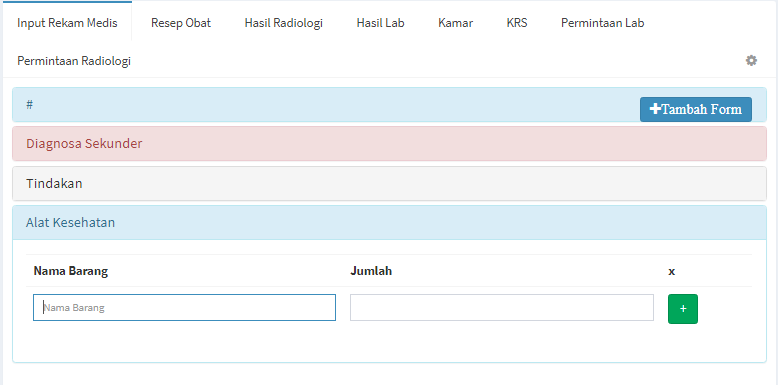 Input Rekam Medis Resep Obat Hasil Radiologi Hasil Lab Kamar KRS Permintaan Lab
Permintaan Radiologi
# +Tambah Form
Diagnosa Sekunder
Tindakan
Alat Kesehatan
Nama Barang Jumlah x
Nama Barang +